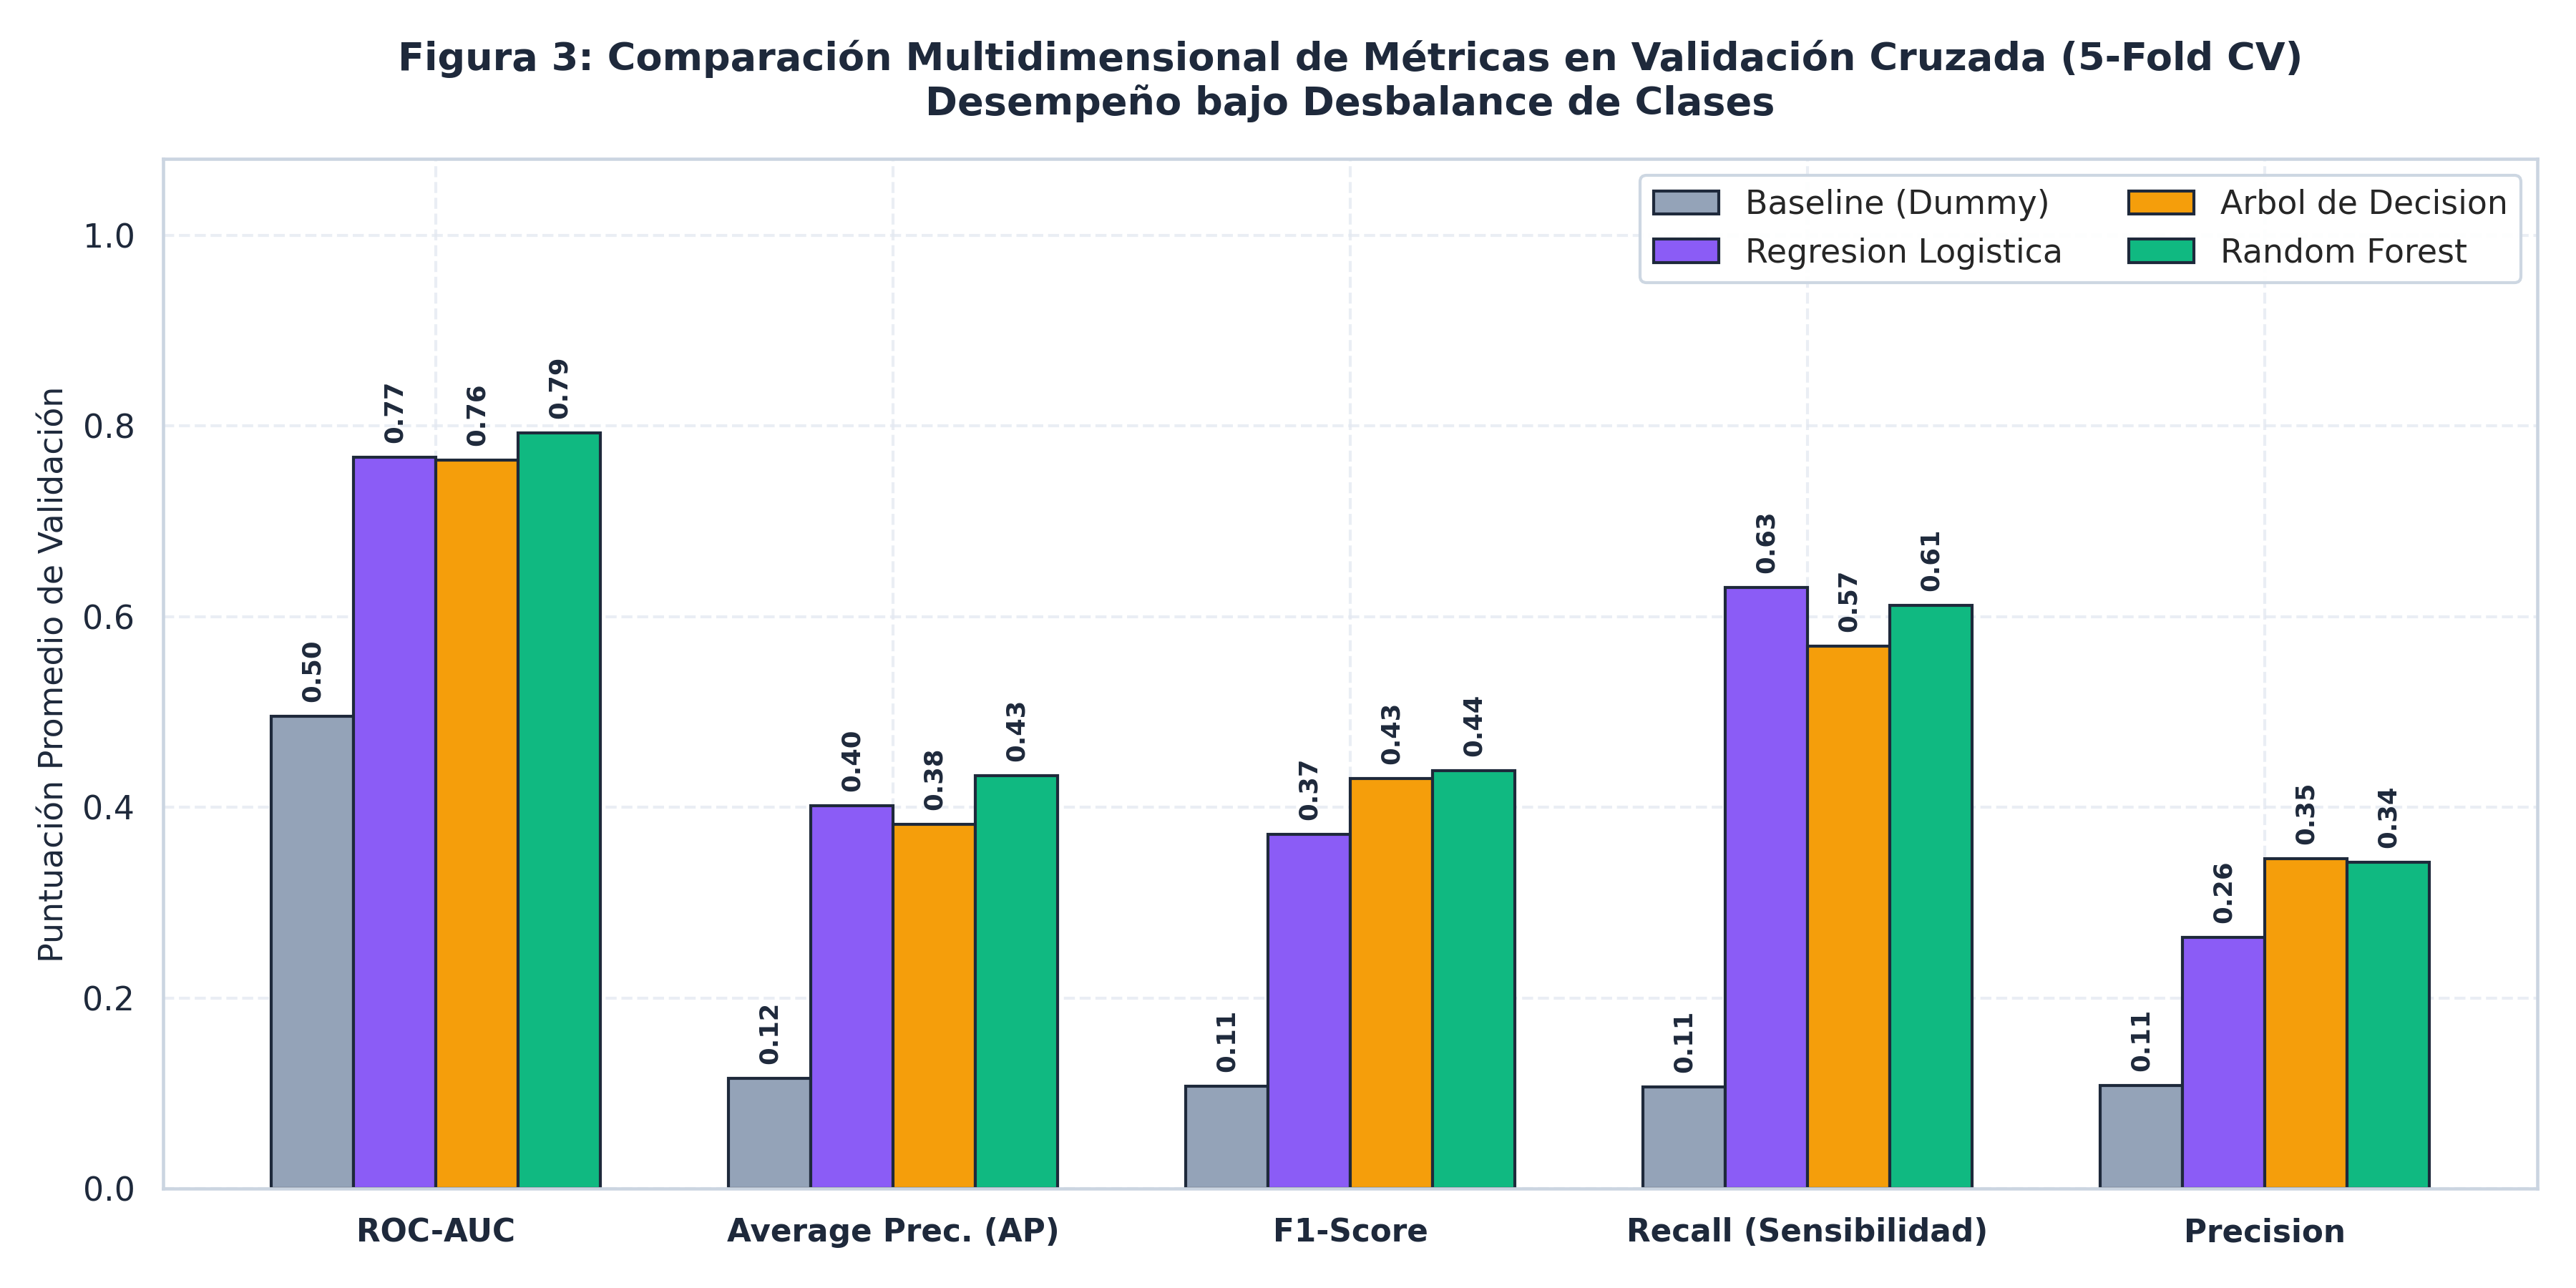 Figura 3: Comparación Multidimensional de Métricas en Validación Cruzada (5-Fold CV)
Desempeño bajo Desbalance de Clases
Baseline (Dummy)
Regresion Logistica
Arbol de Decision
Random Forest
Puntuación Promedio de Validación
1.0
0.8
0.6
0.4
0.2
0.0
0.50
0.77
0.76
0.79
0.12
0.40
0.38
0.43
0.11
0.37
0.43
0.44
0.11
0.63
0.57
0.61
0.11
0.26
0.35
0.34
ROC-AUC
Average Prec. (AP)
F1-Score
Recall (Sensibilidad)
Precision